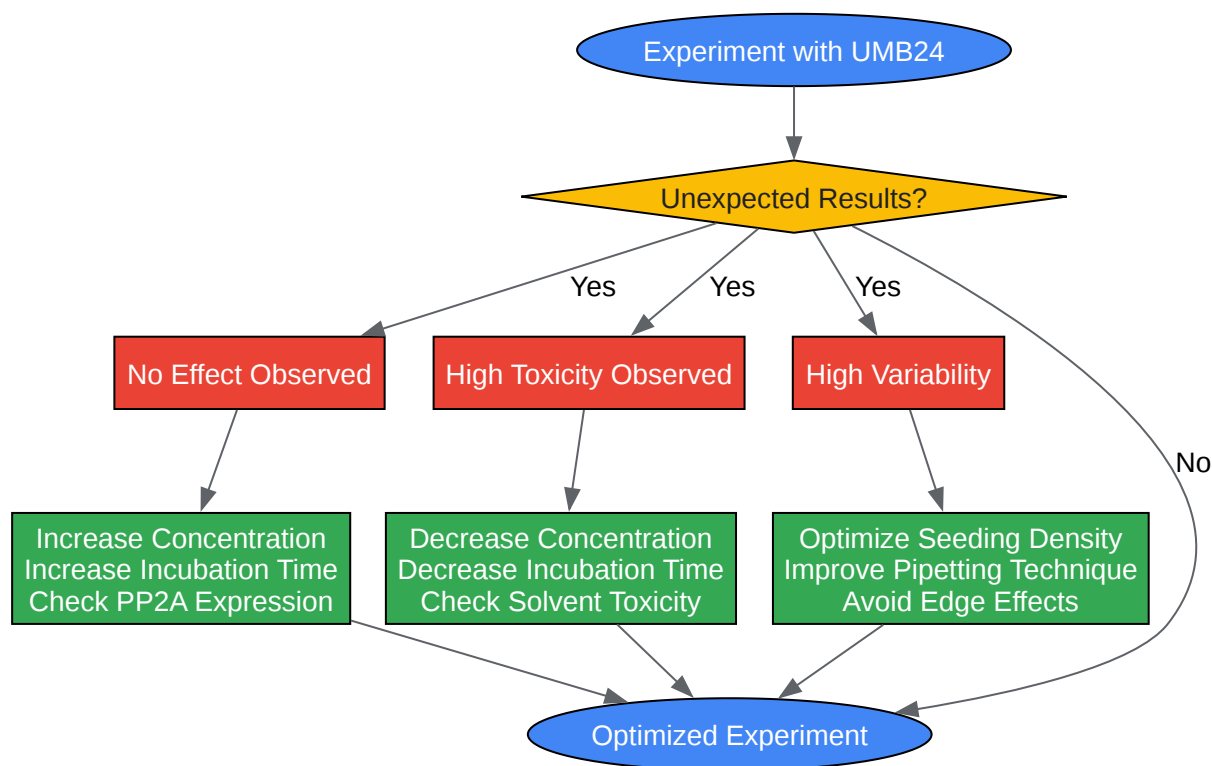 Experiment with UMB24
Unexpected Results?
Yes
Yes
Yes
No Effect Observed
High Toxicity Observed
High Variability
No
Increase Concentration
Increase Incubation Time
Check PP2A Expression
Decrease Concentration
Decrease Incubation Time
Check Solvent Toxicity
Optimize Seeding Density
Improve Pipetting Technique
Avoid Edge Effects
Optimized Experiment